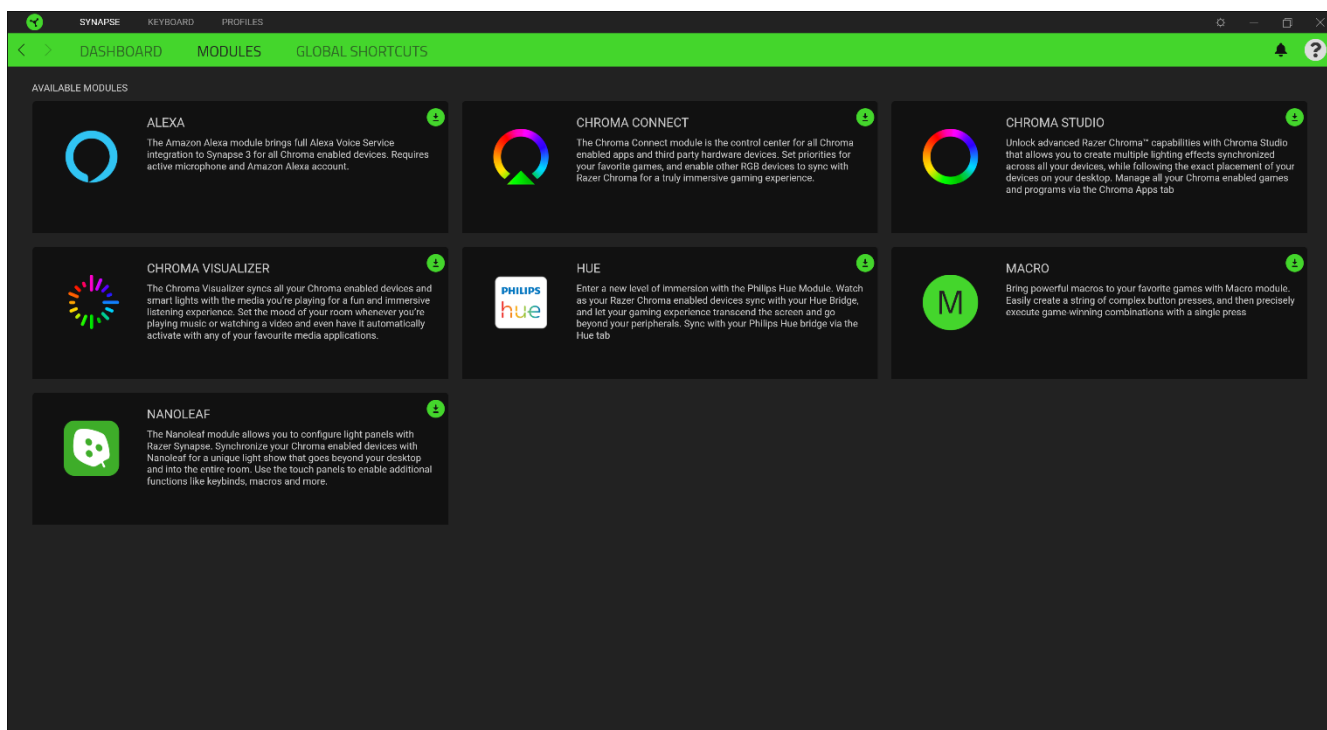 SYNAPSE KEYBOARD PROFILES
DASHBOARD MODULES GLOBAL SHORTCUTS
?
AVAILABLE MODULES
ALEXA
The Amazon Alexa module brings full Alexa Voice Service
integration to Synapse 3 for all Chroma enabled devices. Requires
active microphone and Amazon Alexa account.
CHROMA CONNECT
The Chroma Connect module is the control center for all Chroma
enabled apps and third party hardware devices. Set priorities for
your favorite games, and enable other RGB devices to sync with
Razer Chroma for a truly immersive gaming experience.
CHROMA STUDIO
Unlock advanced Razer Chroma™ capabilities with Chroma Studio
that allows you to create multiple lighting effects synchronized
across all your devices, while following the exact placement of your
devices on your desktop. Manage all your Chroma enabled games
and programs via the Chroma Apps tab
CHROMA VISUALIZER
The Chroma Visualizer syncs all your Chroma enabled devices and
smart lights with the media you're playing for a fun and immersive
listening experience. Set the mood of your room whenever you're
playing music or watching a video and even have it automatically
activate with any of your favourite media applications.
PHILIPS
hue
HUE
Enter a new level of immersion with the Philips Hue Module. Watch
as your Razer Chroma enabled devices sync with your Hue Bridge,
and let your gaming experience transcend the screen and go
beyond your peripherals. Sync with your Philips Hue bridge via the
Hue tab
M
MACRO
Bring powerful macros to your favorite games with Macro module.
Easily create a string of complex button presses, and then precisely
execute game-winning combinations with a single press
NANOLEAF
The Nanoleaf module allows you to configure light panels with
Razer Synapse. Synchronize your Chroma enabled devices with
Nanoleaf for a unique light show that goes beyond your desktop
and into the entire room. Use the touch panels to enable additional
functions like keybinds, macros and more.